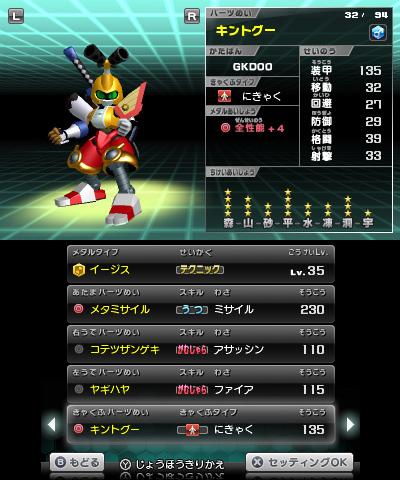 L
R
パーツめい 32 / 94
キントグー
かたばん
GKD00
きゃくぶタイプ
にきゃく
メダルあいしょう
ぜんせいのう
全性能+4
せいのう
そうこう
装甲 135
いどう
移動 32
かいひ
回避 27
ぼうぎょ
防御 29
かくとう
格闘 39
しゃげき
射撃 33
ちけいあいしょう
森 - 山 - 砂 - 平 - 水 - 凍 - 洞 - 宇
メダルタイプ せいかく ごうけいLv.
イージス テクニック Lv.35
あたまパーツめい スキル わざ そうこう
メタミサイル うつ ミサイル 230
右うでパーツめい スキル わざ そうこう
コテツザンゲキ がむしゃら アサッシン 110
左うでパーツめい スキル わざ そうこう
ヤギハヤ がむしゃら ファイア 115
きゃくぶパーツめい きゃくぶタイプ そうこう
キントグー にきゃく 135
B もどる
Y じょうほうきりかえ
X セッティングOK